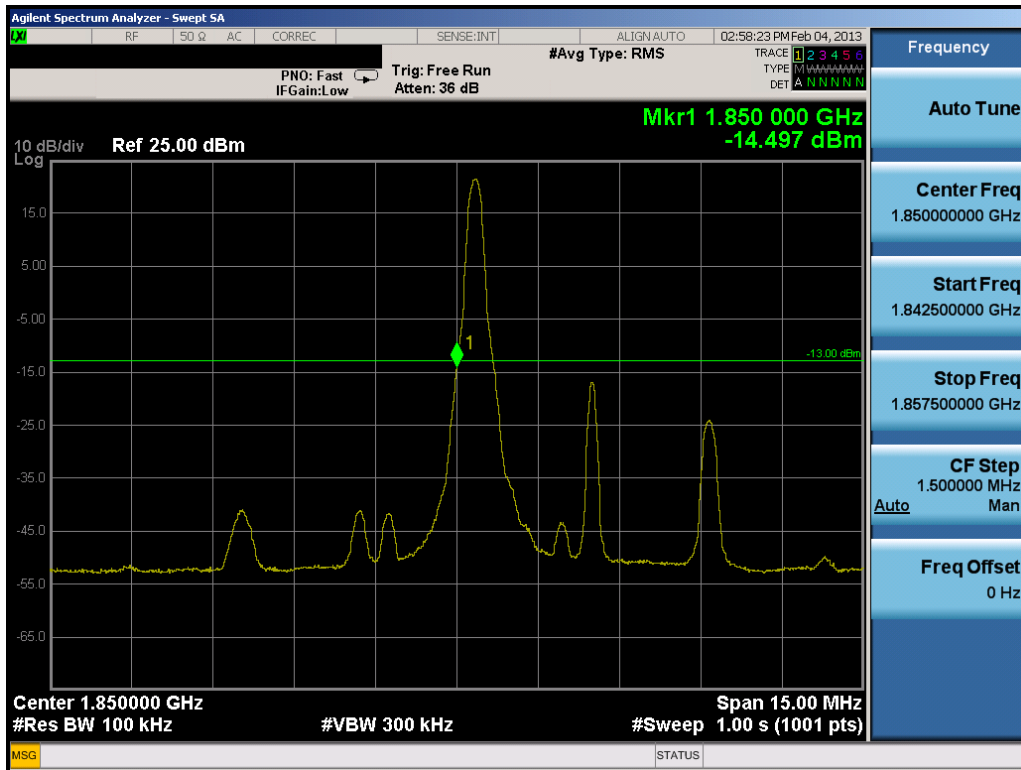 Agilent Spectrum Analyzer - Swept SA
LXI RF 50 Ω AC CORREC SENSE:INT ALIGN AUTO 02:58:23 PM Feb 04, 2013
#Avg Type: RMS TRACE 1 2 3 4 5 6
PNO: Fast Trig: Free Run TYPE M WWWWW
IFGain:Low Atten: 36 dB DET A N N N N N
Mkr1 1.850 000 GHz
-14.497 dBm
10 dB/div Ref 25.00 dBm
Log
15.0
5.00
-5.00
1
-13.00 dBm
-15.0
-25.0
-35.0
-45.0
-55.0
-65.0
Center 1.850000 GHz Span 15.00 MHz
#Res BW 100 kHz #VBW 300 kHz #Sweep 1.00 s (1001 pts)
MSG STATUS
Frequency
Auto Tune
Center Freq
1.850000000 GHz
Start Freq
1.842500000 GHz
Stop Freq
1.857500000 GHz
CF Step
1.500000 MHz
Auto Man
Freq Offset
0 Hz